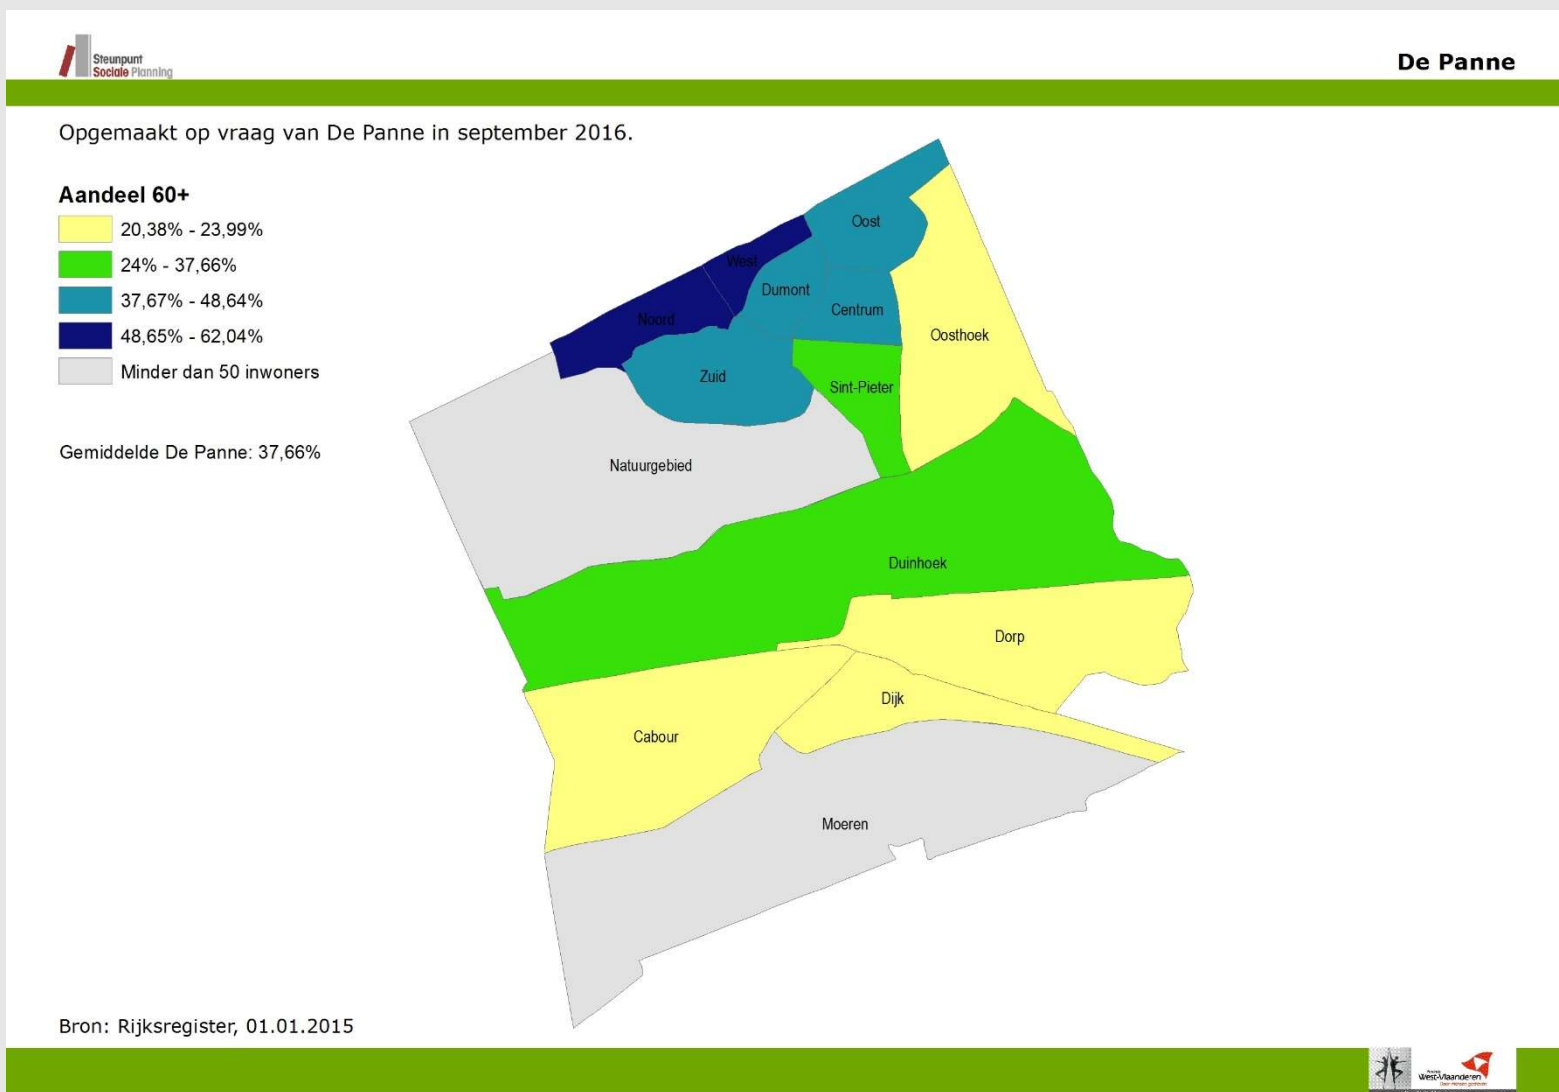 Steunpunt
Sociale Planning
De Panne
Opgemaakt op vraag van De Panne in september 2016.
Aandeel 60+
20,38% - 23,99%
24% - 37,66%
37,67% - 48,64%
48,65% - 62,04%
Minder dan 50 inwoners
Gemiddelde De Panne: 37,66%
Oost
West
Dumont
Centrum
Noord
Oosthoek
Zuid
Sint-Pieter
Natuurgebied
Duinhoek
Dorp
Dijk
Cabour
Moeren
Bron: Rijksregister, 01.01.2015
West-Vlaanderen